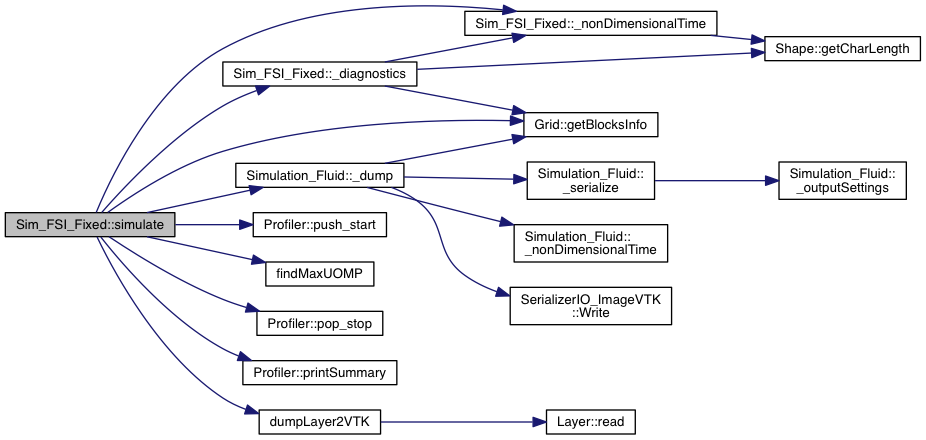 Sim_FSI_Fixed::_nonDimensionalTime
Shape::getCharLength
Sim_FSI_Fixed::_diagnostics
Grid::getBlocksInfo
Simulation_Fluid::_dump
Simulation_Fluid::
_serialize
Simulation_Fluid::
_outputSettings
Sim_FSI_Fixed::simulate
Profiler::push_start
Simulation_Fluid::
_nonDimensionalTime
findMaxUOMP
SerializerIO_ImageVTK
::Write
Profiler::pop_stop
Profiler::printSummary
dumpLayer2VTK
Layer::read